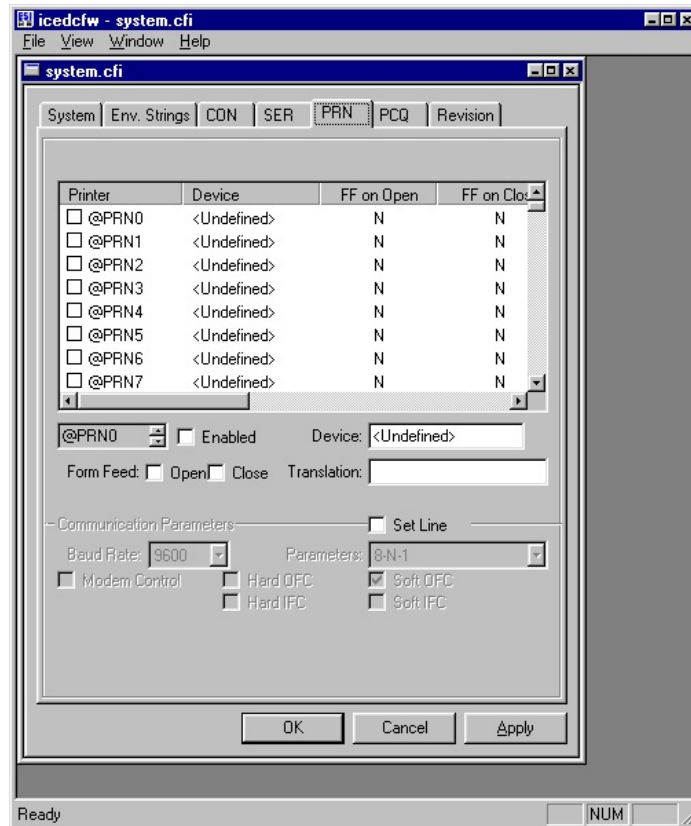 icedcfw - system.cfi
File View Window Help
system.cfi
System Env. Strings CON SER PRN PCQ Revision
Printer Device FF on Open FF on Clos
@PRN0 <Undefined> N N
@PRN1 <Undefined> N N
@PRN2 <Undefined> N N
@PRN3 <Undefined> N N
@PRN4 <Undefined> N N
@PRN5 <Undefined> N N
@PRN6 <Undefined> N N
@PRN7 <Undefined> N N
@PRN0 Enabled Device: <Undefined>
Form Feed: Open Close Translation:
Communication Parameters Set Line
Baud Rate: 9600 Parameters: 8-N-1
Modem Control Hard OFC Soft OFC
Hard IFC Soft IFC
OK Cancel Apply
Ready NUM